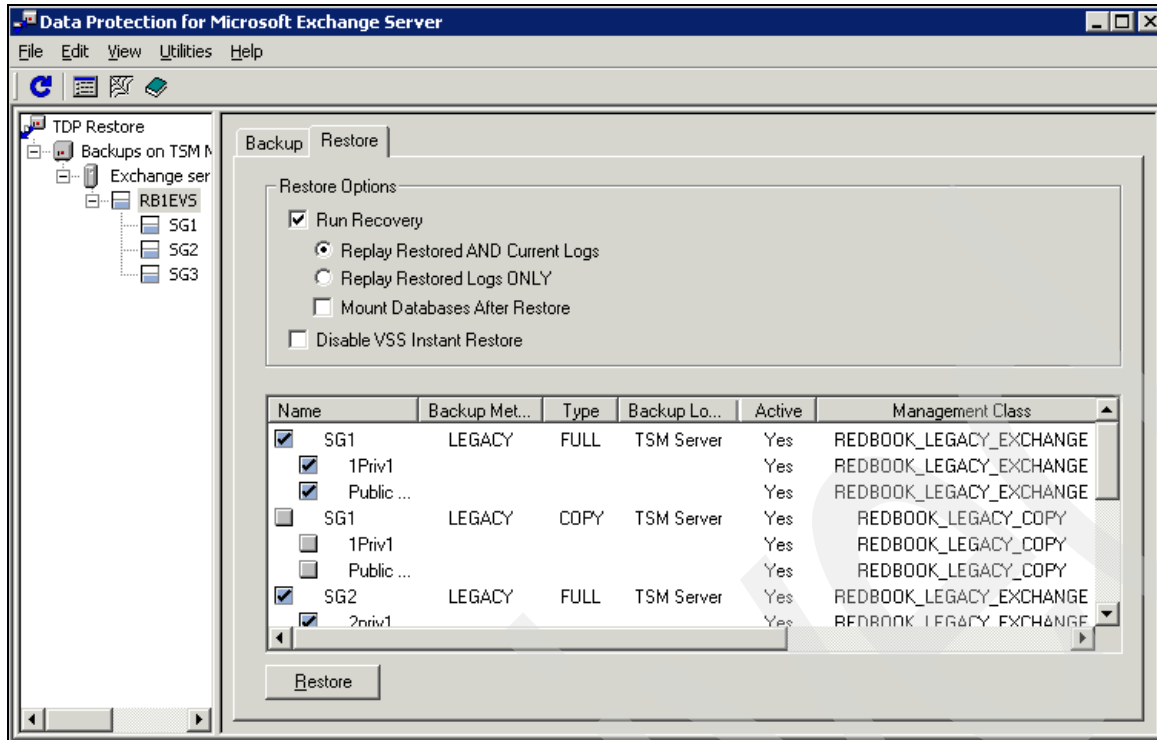 Data Protection for Microsoft Exchange Server
File Edit View Utilities Help
TDP Restore
Backups on TSM N
Exchange ser
RB1EVS
SG1
SG2
SG3
Backup Restore
Restore Options
Run Recovery
Replay Restored AND Current Logs
Replay Restored Logs ONLY
Mount Databases After Restore
Disable VSS Instant Restore
Name Backup Met... Type Backup Lo... Active Management Class
SG1 LEGACY FULL TSM Server Yes REDBOOK_LEGACY_EXCHANGE
1Priv1 Yes REDBOOK_LEGACY_EXCHANGE
Public ... Yes REDBOOK_LEGACY_EXCHANGE
SG1 LEGACY COPY TSM Server Yes REDBOOK_LEGACY_COPY
1Priv1 Yes REDBOOK_LEGACY_COPY
Public ... Yes REDBOOK_LEGACY_COPY
SG2 LEGACY FULL TSM Server Yes REDBOOK_LEGACY_EXCHANGE
2priv1 Yes REDBOOK_LEGACY_EXCHANGE
Restore